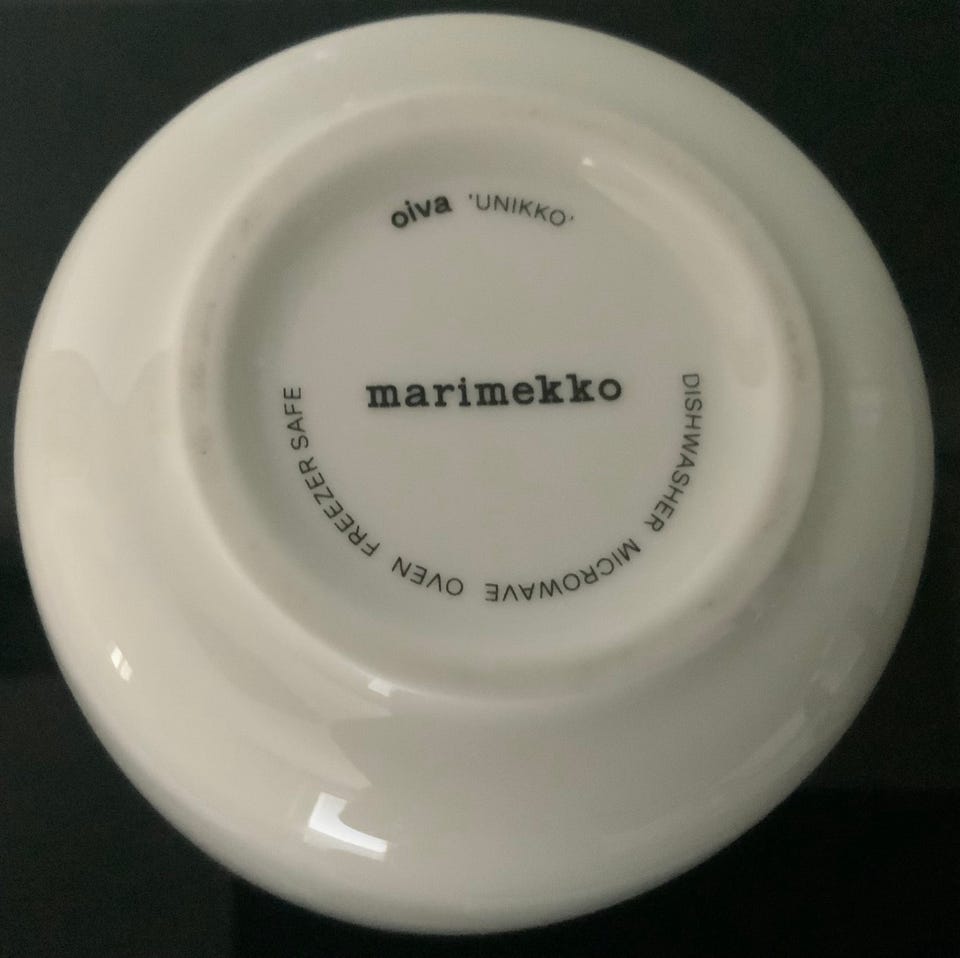 oiva 'UNIKKO'
marimekko
DISHWASHER MICROWAVE OVEN FREEZER SAFE